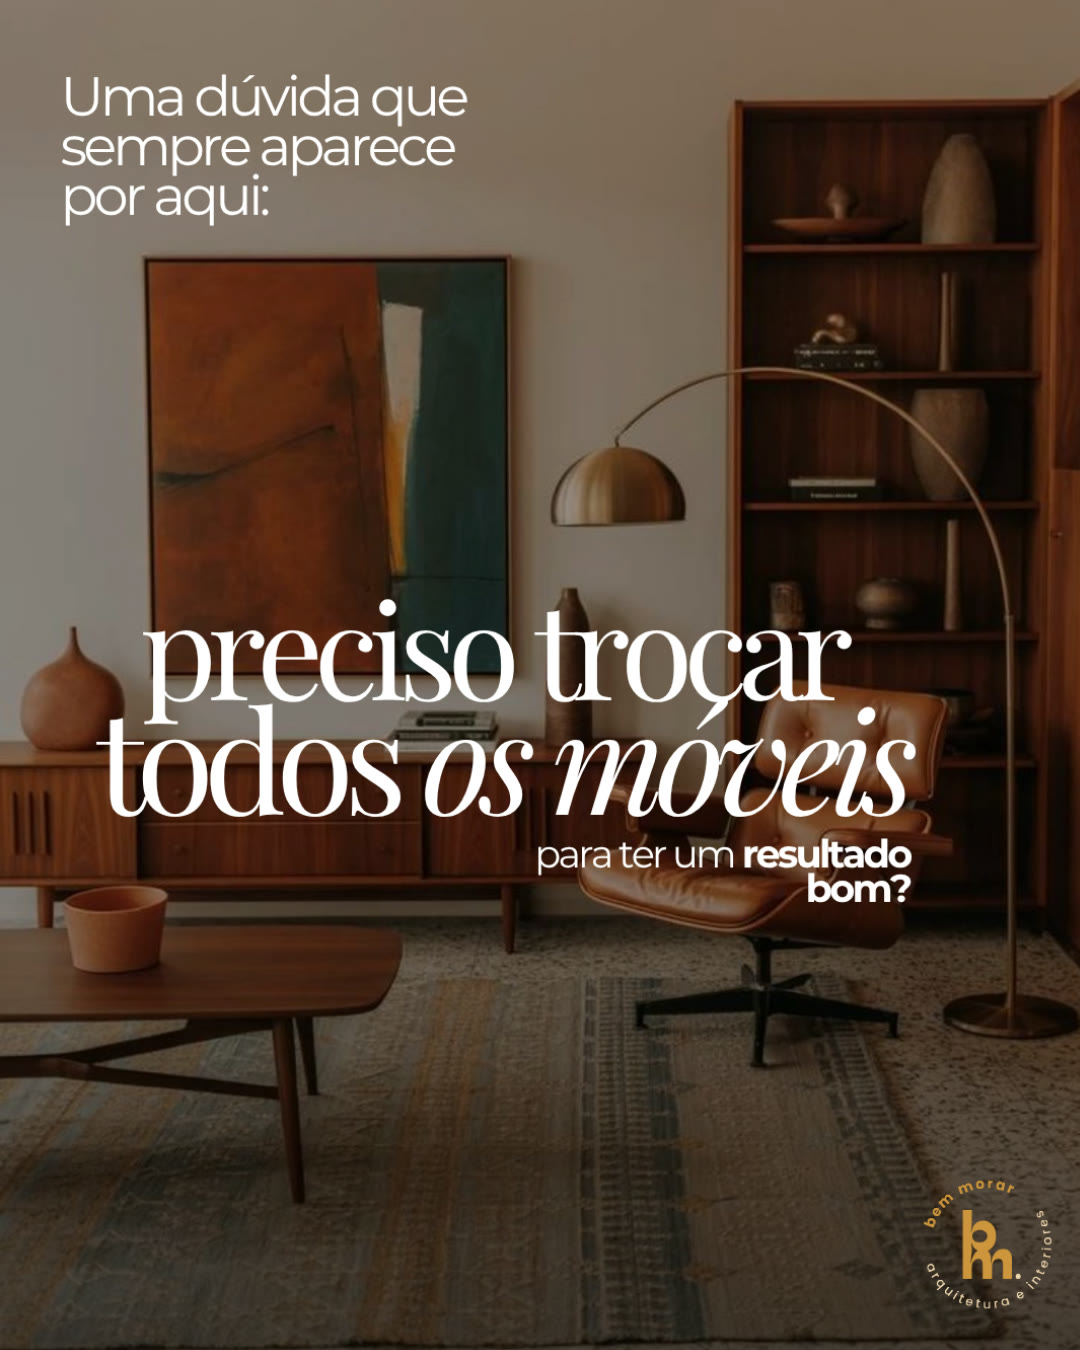 Uma dúvida que
sempre aparece
por aqui:
preciso troçar
todos os móveis
para ter um resultado
bom?
bem morar
bm.
arquitetura e interiores